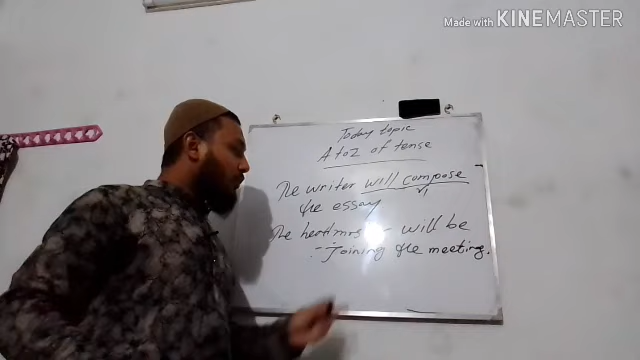 Made with KINEMASTER
Today topic
A to Z of tense
The writer will compose
V1
the essay
The will be
- Joining the meeting.